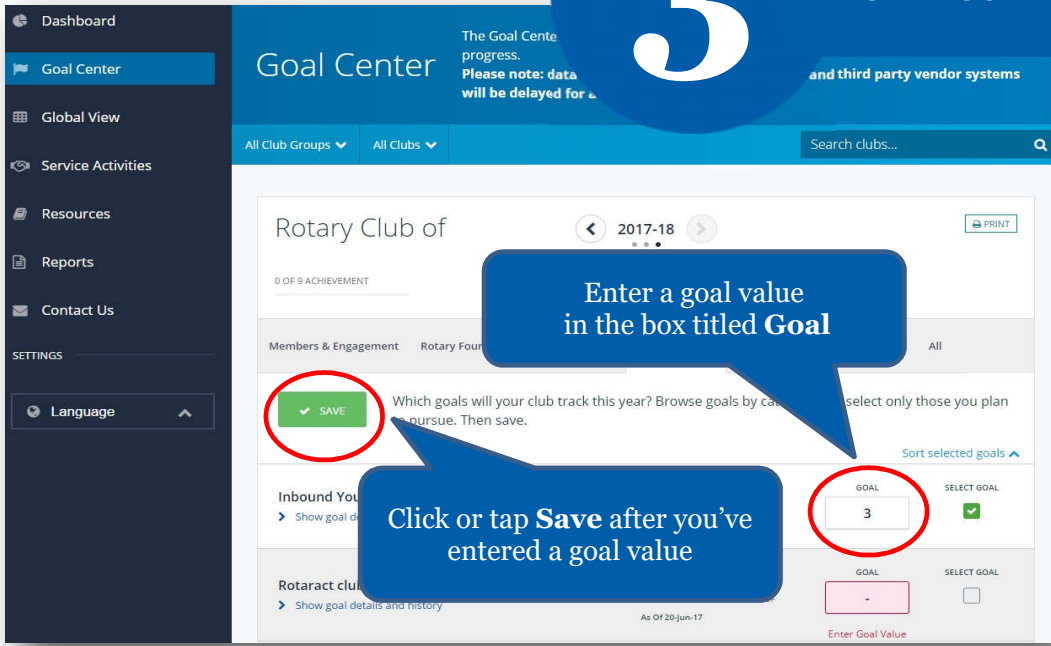 Dashboard
Goal Center
Global View
Service Activities
Resources
Reports
Contact Us
SETTINGS
Language
3
Goal Center
The Goal Cente
progress.
Please note: data and third party vendor systems
will be delayed for
All Club Groups All Clubs
Search clubs...
Rotary Club of
2017-18
PRINT
0 OF 9 ACHIEVEMENT
Enter a goal value
in the box titled Goal
Members & Engagement Rotary Four All
SAVE
Which goals will your club track this year? Browse goals by select only those you plan
pursue. Then save.
Sort selected goals
Inbound You
Show goal d
GOAL
3
SELECT GOAL
Click or tap Save after you've
entered a goal value
Rotaract
Show goal details and history
As Of 20-Jun-17
GOAL
-
SELECT GOAL
Enter Goal Value